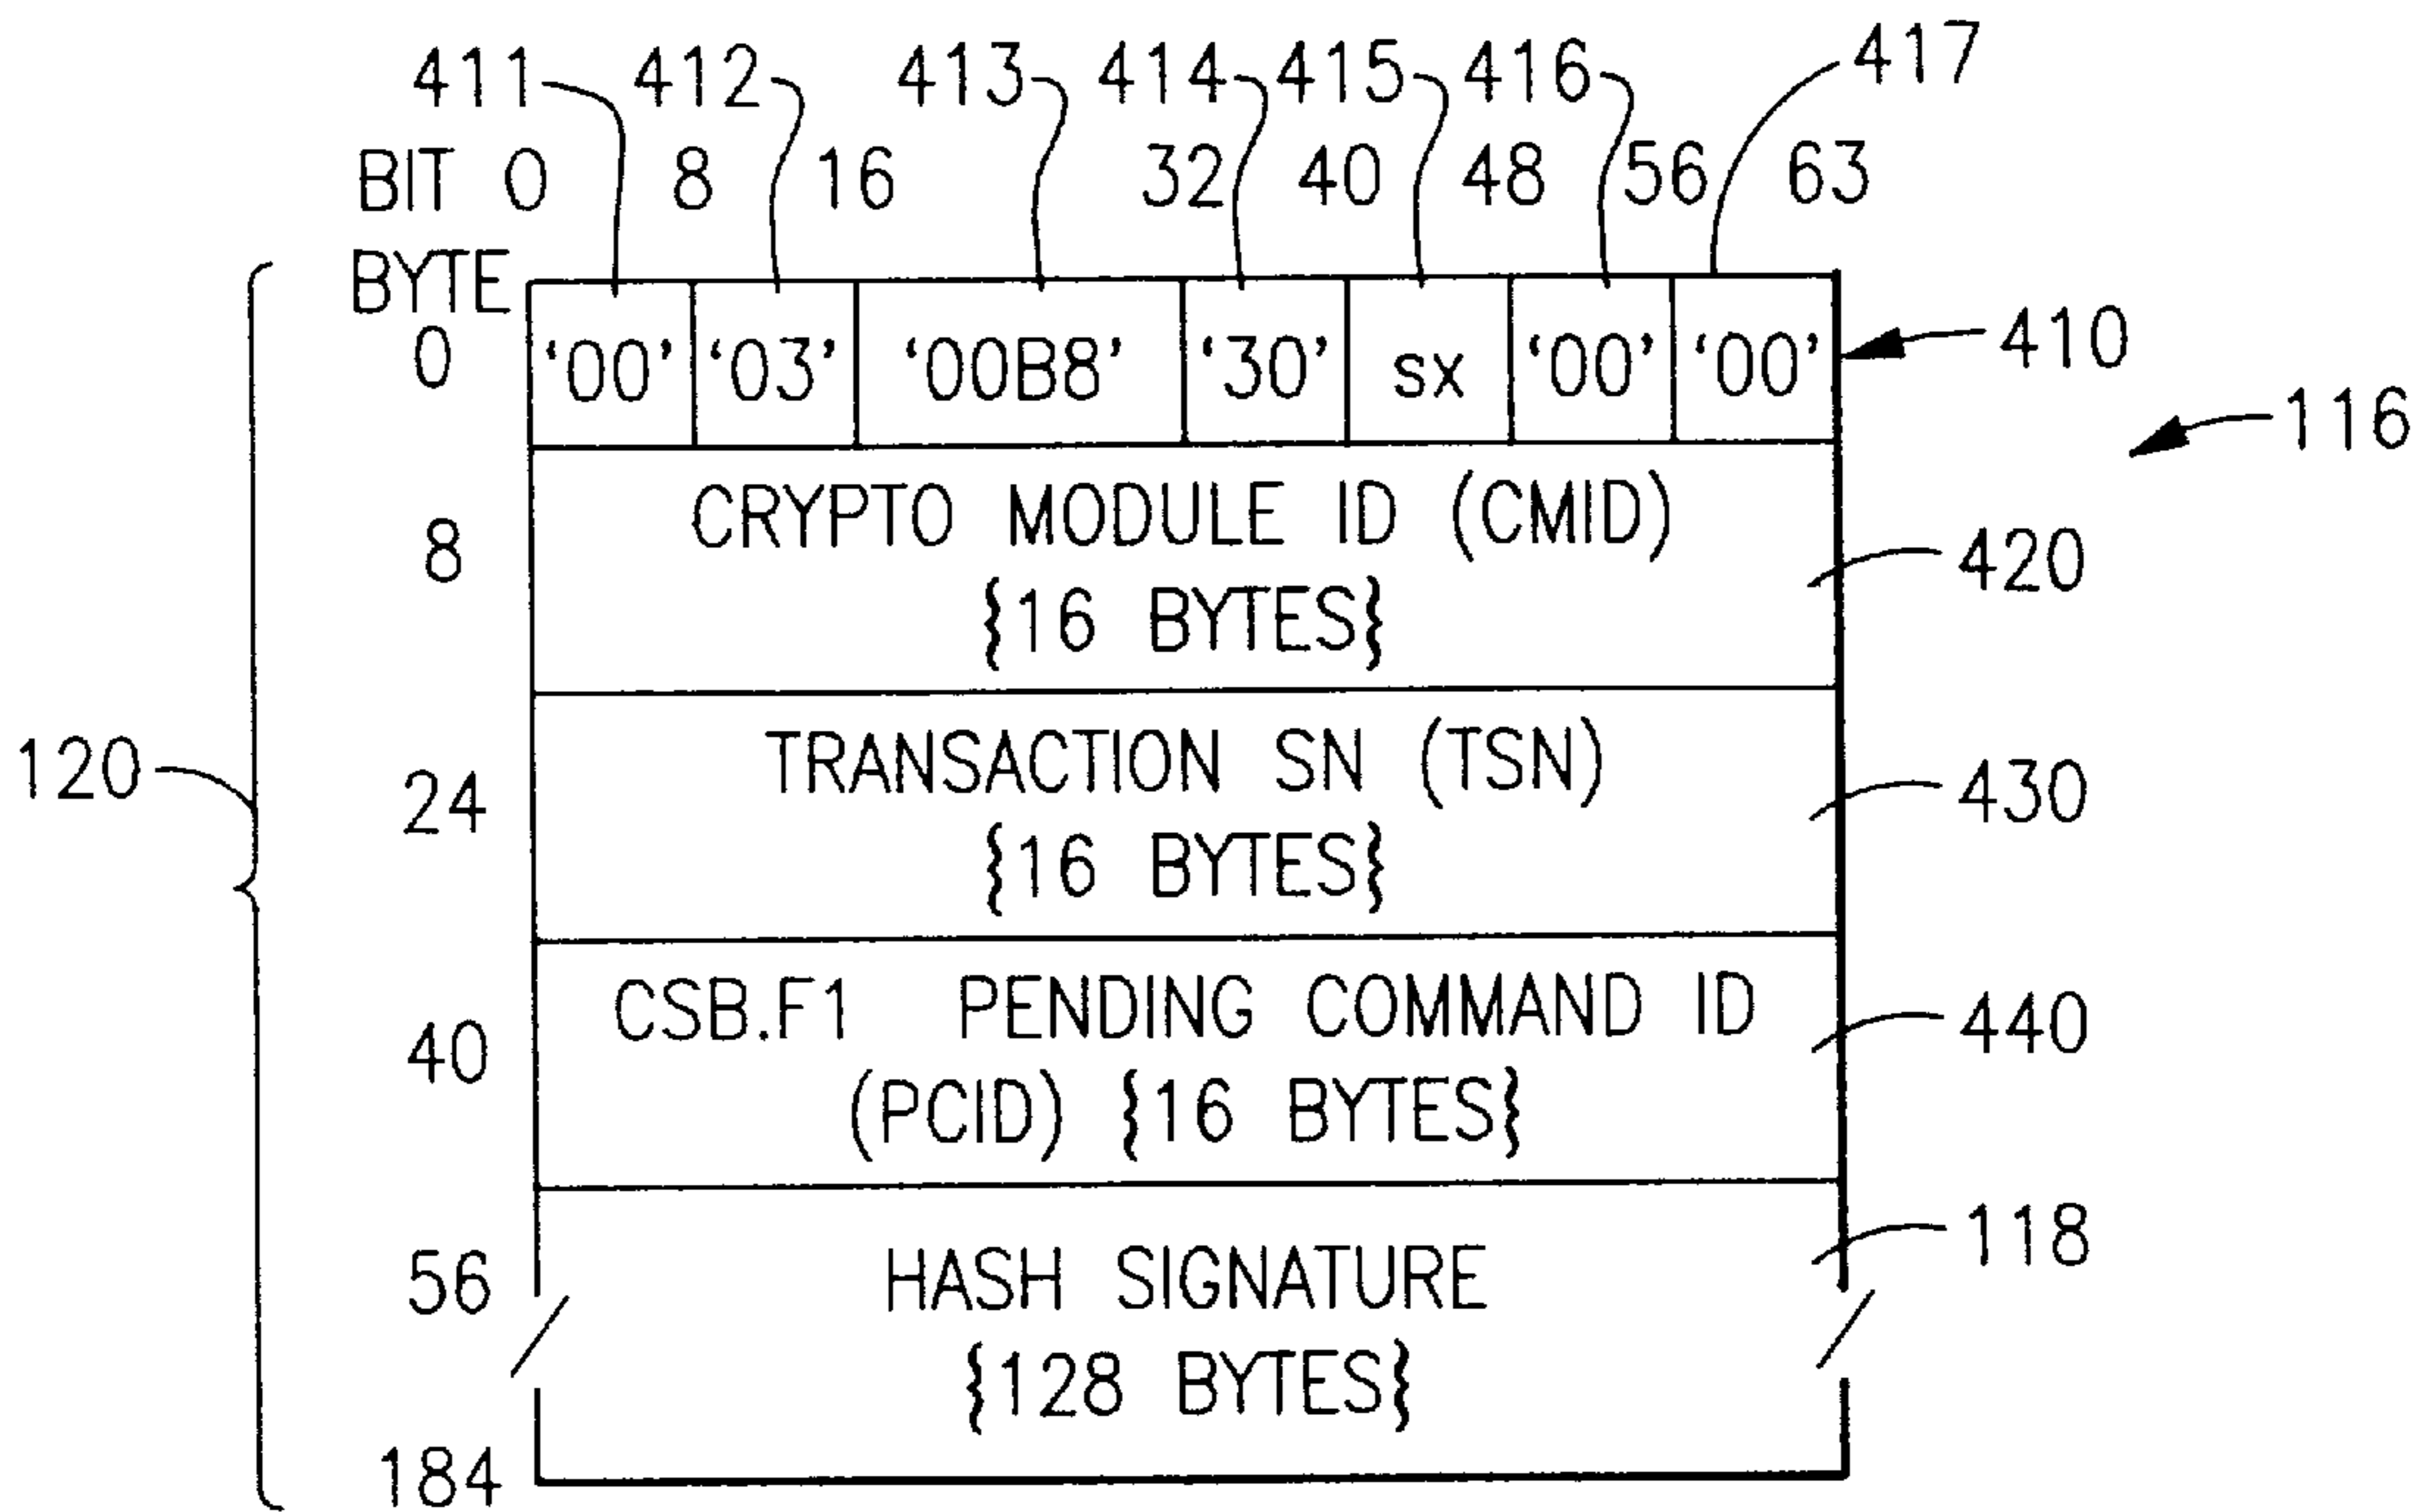 411 412 413 414 415 416 417
BIT 0 8 16 32 40 48 56 63
BYTE
0 ‘00’ ‘03’ ‘00B8’ ‘30’ sx ‘00’ ‘00’ 410
116
8 CRYPTO MODULE ID (CMID) 420
{16 BYTES}
120
24 TRANSACTION SN (TSN) 430
{16 BYTES}
40 CSB.F1 PENDING COMMAND ID 440
(PCID) {16 BYTES}
118
56 HASH SIGNATURE
{128 BYTES}
184